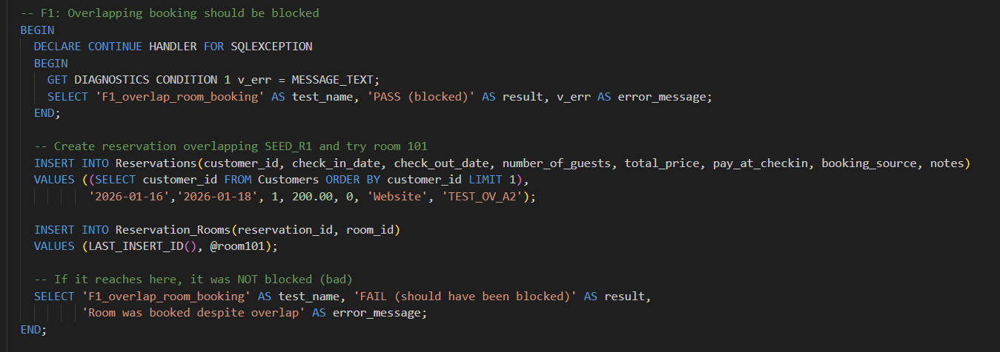 -- F1: Overlapping booking should be blocked
BEGIN
DECLARE CONTINUE HANDLER FOR SQLEXCEPTION
BEGIN
GET DIAGNOSTICS CONDITION 1 v_err = MESSAGE_TEXT;
SELECT 'F1_overlap_room_booking' AS test_name, 'PASS (blocked)' AS result, v_err AS error_message;
END;
-- Create reservation overlapping SEED_R1 and try room 101
INSERT INTO Reservations(customer_id, check_in_date, check_out_date, number_of_guests, total_price, pay_at_checkin, booking_source, notes)
VALUES ((SELECT customer_id FROM Customers ORDER BY customer_id LIMIT 1),
'2026-01-16','2026-01-18', 1, 200.00, 0, 'Website', 'TEST_OV_A2');
INSERT INTO Reservation_Rooms(reservation_id, room_id)
VALUES (LAST_INSERT_ID(), @room101);
-- If it reaches here, it was NOT blocked (bad)
SELECT 'F1_overlap_room_booking' AS test_name, 'FAIL (should have been blocked)' AS result,
'Room was booked despite overlap' AS error_message;
END;